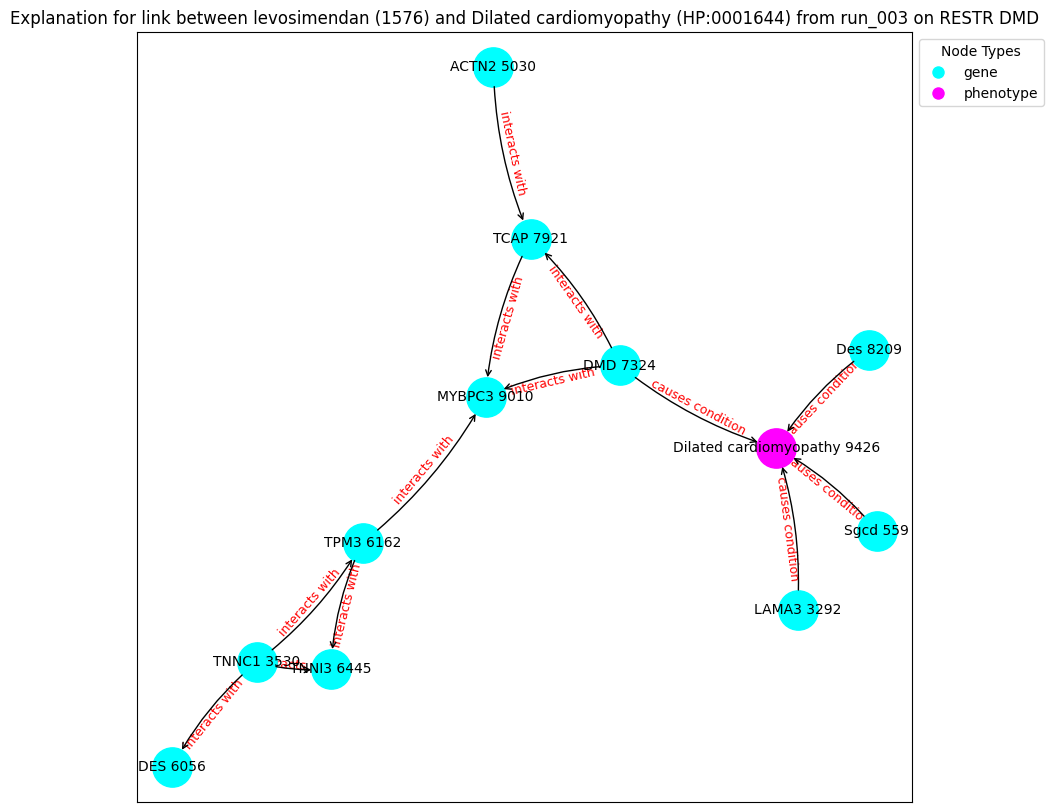 Explanation for link between levosimendan (1576) and Dilated cardiomyopathy (HP:0001644) from run_003 on RESTR DMD
Node Types
gene
phenotype
ACTN2 5030
interacts with
TCAP 7921
interacts with
interacts with
Des 8209
DMD 7324
interacts with
MYBPC3 9010
causes condition
causes condition
Dilated cardiomyopathy 9426
causes condition
interacts with
causes condition
Sgcd 559
TPM3 6162
interacts with
interacts with
LAMA3 3292
TNNC1 3530
TNNI3 6445
interacts with
DES 6056